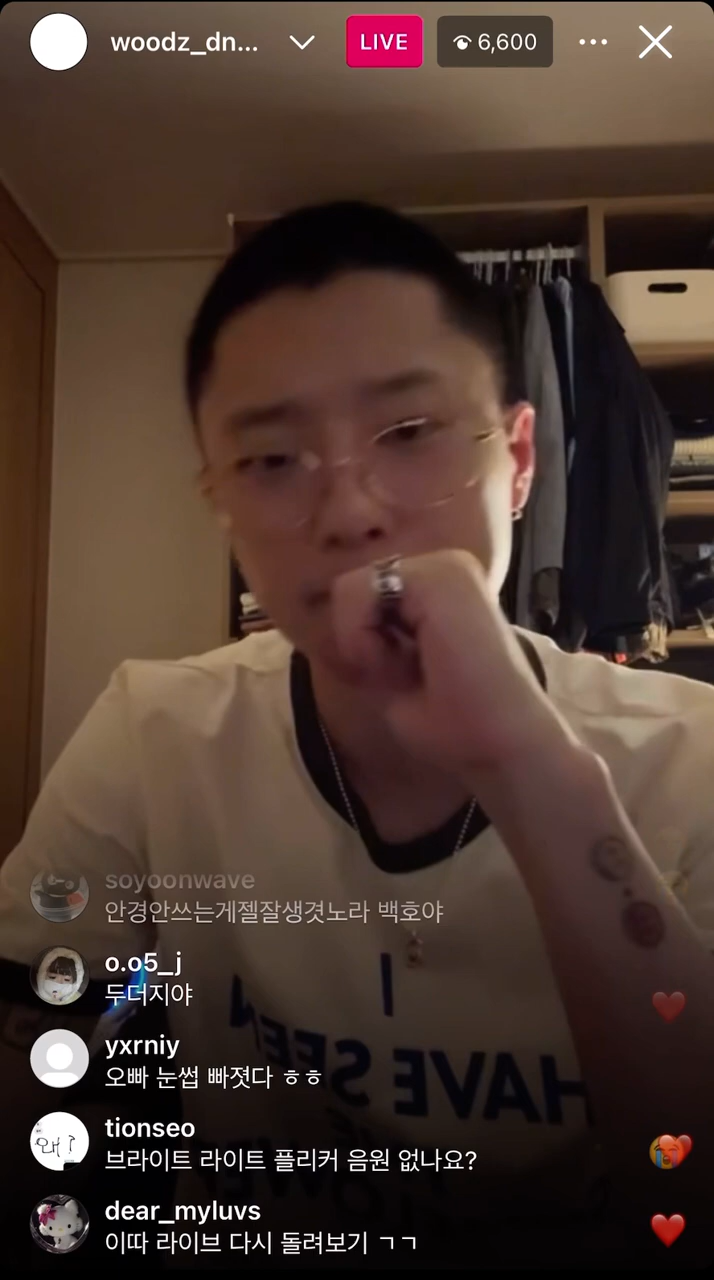 woodz_dn...
LIVE
6,600
soyoonwave
안경안쓰는게젤잘생겻노라 백호야
o.o5_j
두더지야
yxrniy
오빠 눈썹 빠졋다 ㅎㅎ
I
HAVE SEEN
tionseo
왜?
브라이트 라이트 플리커 음원 없나요?
dear_myluvs
이따 라이브 다시 돌려보기 ㄱㄱ